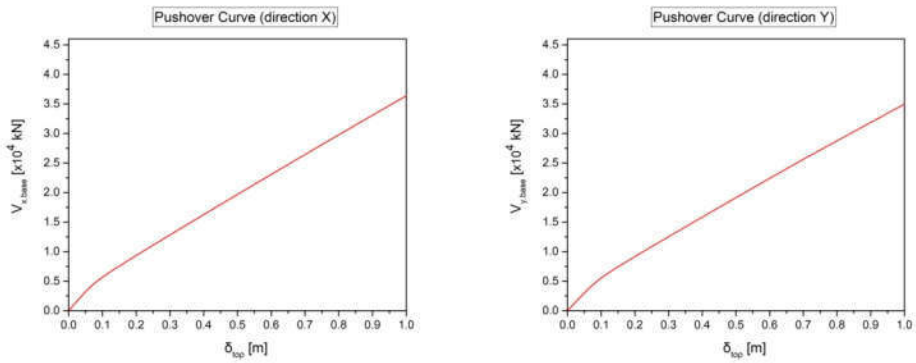 Pushover Curve (direction X)
4.5
4.0
3.5
3.0
2.5
2.0
1.5
1.0
0.5
0.0
V x,base [x10^4 kN]
0.0 0.1 0.2 0.3 0.4 0.5 0.6 0.7 0.8 0.9 1.0
δtop [m]
Pushover Curve (direction Y)
4.5
4.0
3.5
3.0
2.5
2.0
1.5
1.0
0.5
0.0
V y,base [x10^4 kN]
0.0 0.1 0.2 0.3 0.4 0.5 0.6 0.7 0.8 0.9 1.0
δtop [m]